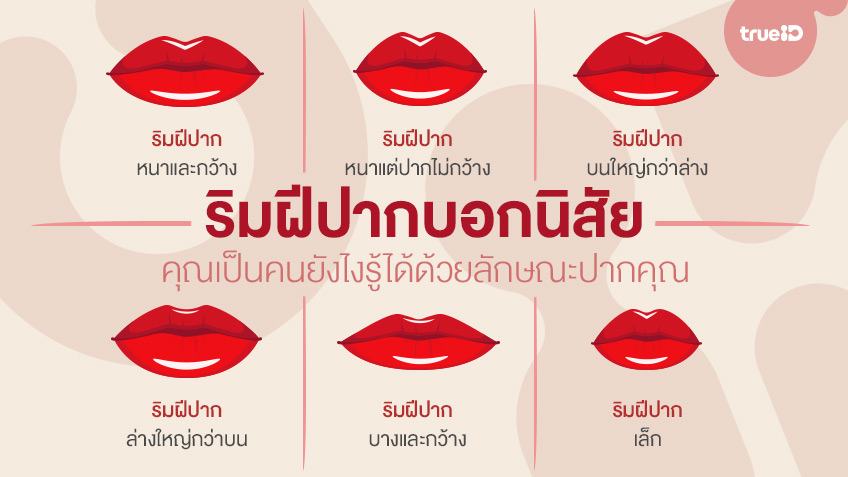 trueID
ริมฝีปาก
หนาและกว้าง
ริมฝีปาก
หนาแต่ปากไม่กว้าง
ริมฝีปาก
บนใหญ่กว่าล่าง
ริมฝีปากบอกนิสัย
คุณเป็นคนยังไงรู้ได้ด้วยลักษณะปากคุณ
ริมฝีปาก
ล่างใหญ่กว่าบน
ริมฝีปาก
บางและกว้าง
ริมฝีปาก
เล็ก